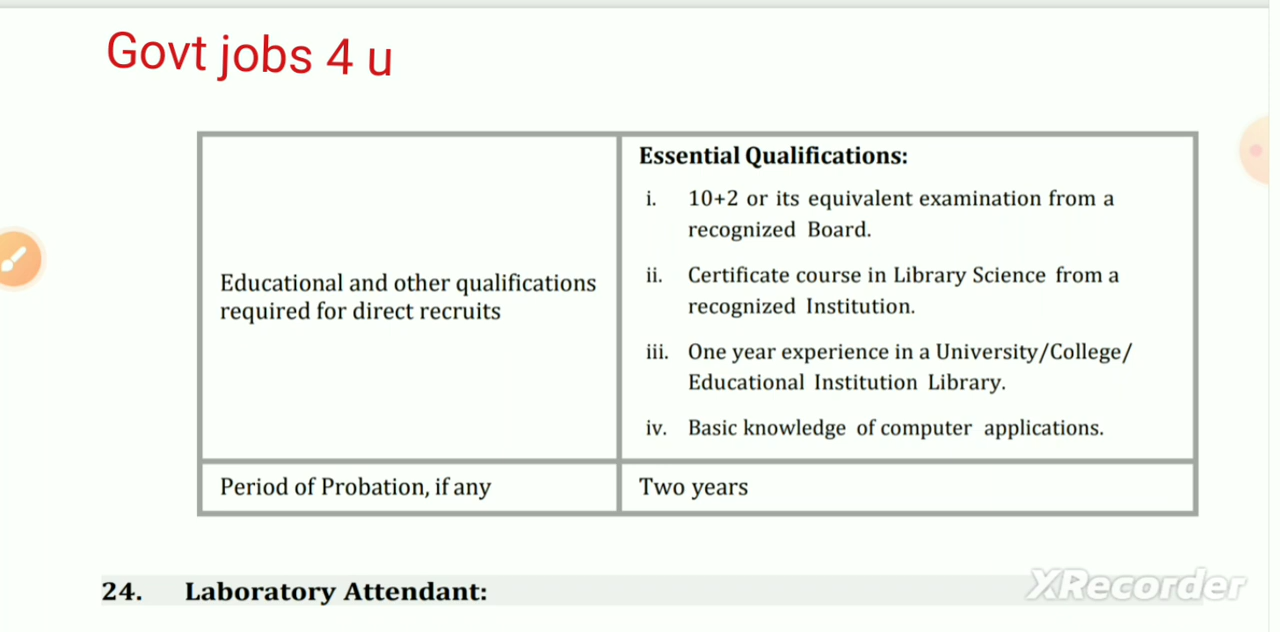 Govt jobs 4 u
Essential Qualifications:
i. 10+2 or its equivalent examination from a
recognized Board.
ii. Certificate course in Library Science from a
recognized Institution.
iii. One year experience in a University/College/
Educational Institution Library.
iv. Basic knowledge of computer applications.
Educational and other qualifications
required for direct recruits
Period of Probation, if any
Two years
24. Laboratory Attendant:
XRecorder